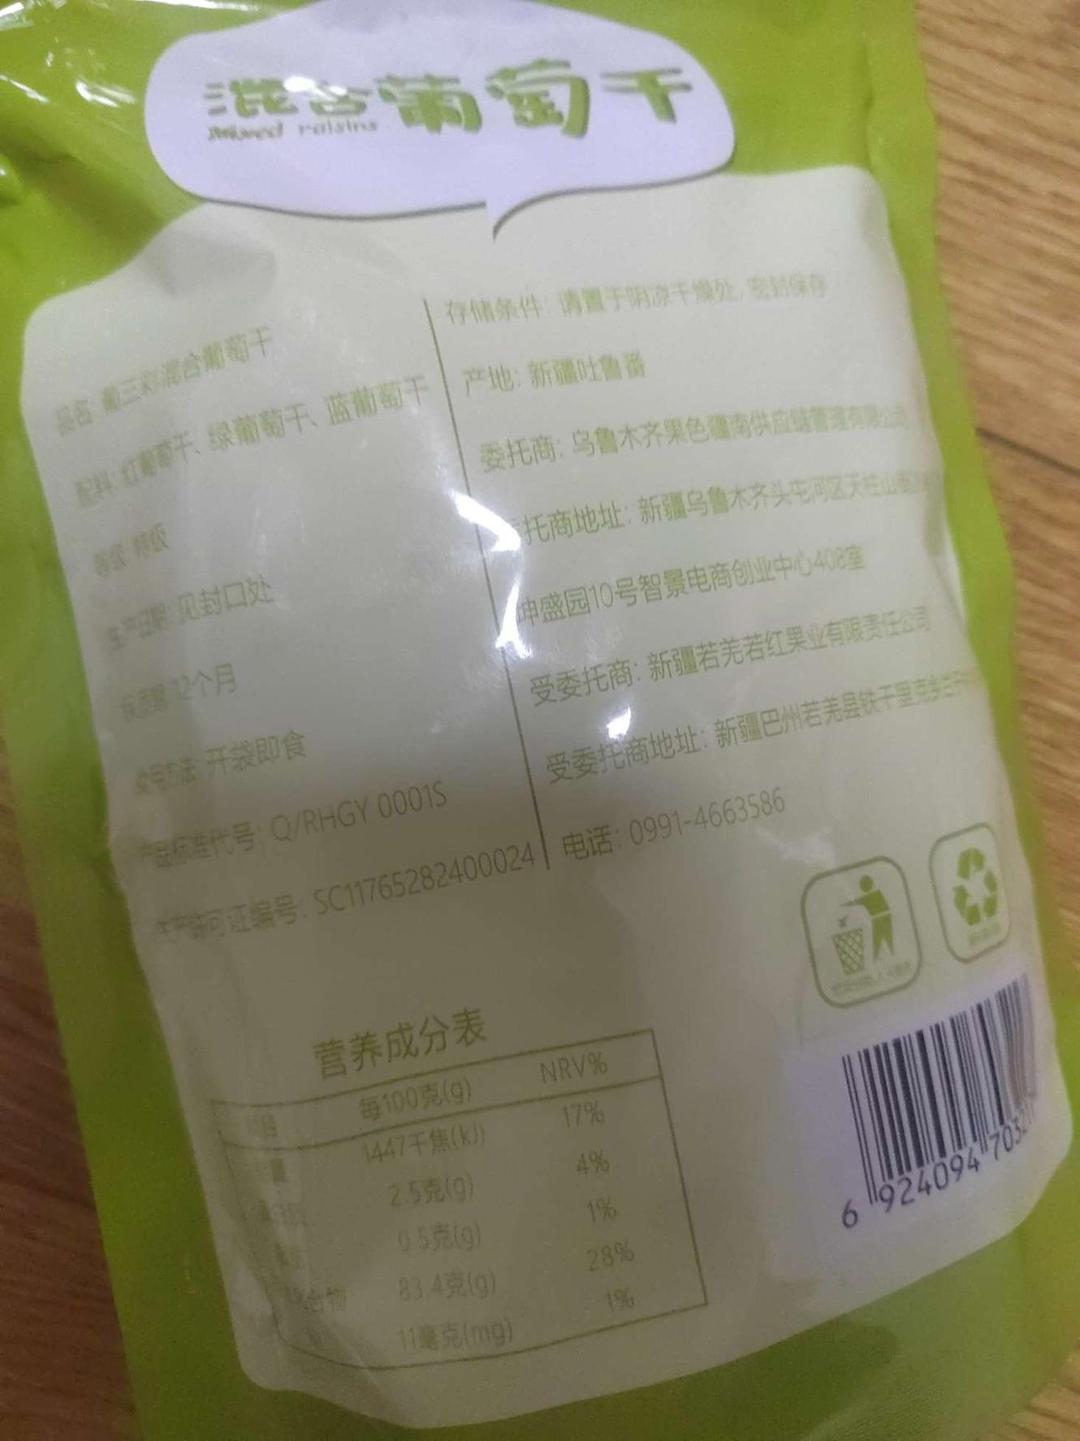 混合葡萄干
Mixed raisins
品名: 葡三彩混合葡萄干
配料: 红葡萄干、绿葡萄干、蓝葡萄干
等级 特级
生产日期: 见封口处
保质期 12个月
食用方法: 开袋即食
产品标准代号: Q/RHGY 0001S
生产许可证编号: SC11765282400024
存储条件: 请置于阴凉干燥处, 密封保存
产地: 新疆吐鲁番
委托商: 乌鲁木齐果色疆南供应链管理有限公司
托商地址: 新疆乌鲁木齐头屯河区天柱山
坤盛园10号智景电商创业中心408室
受委托商: 新疆若羌若红果业有限责任公司
受委托商地址: 新疆巴州若羌县铁干里克乡
电话: 0991-4663586
营养成分表
每100克(g) NRV%
1447千焦(kJ) 17%
2.5克(g) 4%
0.5克(g) 1%
合物 83.4克(g) 28%
11毫克(mg) 1%
6 924094 703